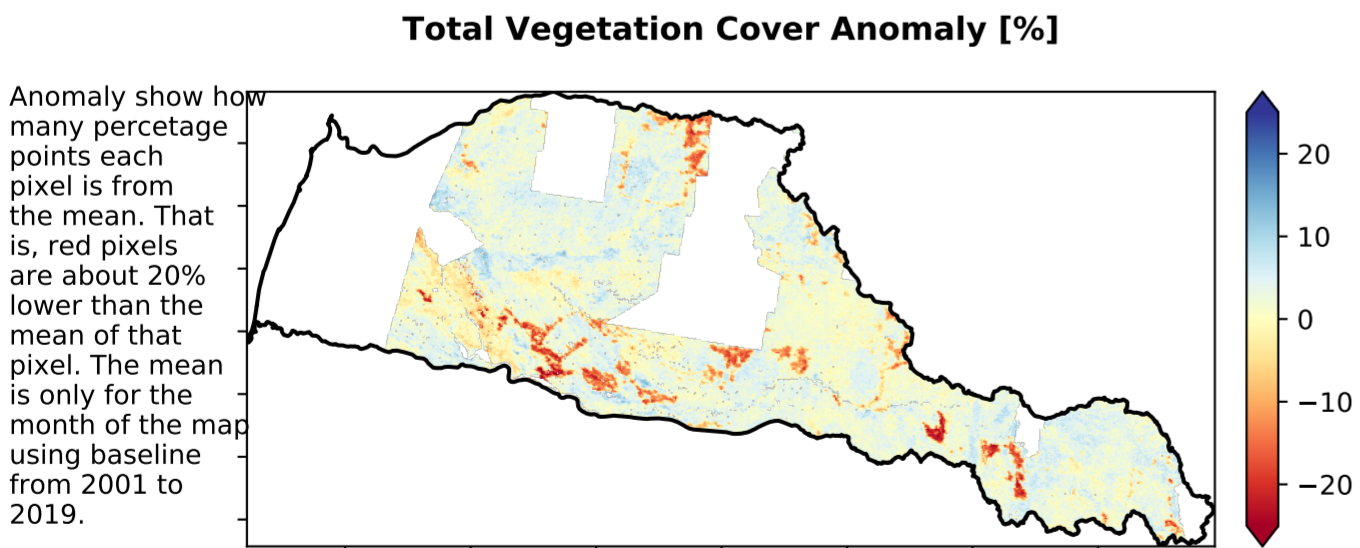 Total Vegetation Cover Anomaly [%]
Anomaly show how
many percetage
points each
pixel is from
the mean. That
is, red pixels
are about 20%
lower than the
mean of that
pixel. The mean
is only for the
month of the map
using baseline
from 2001 to
2019.
20
10
0
−10
−20